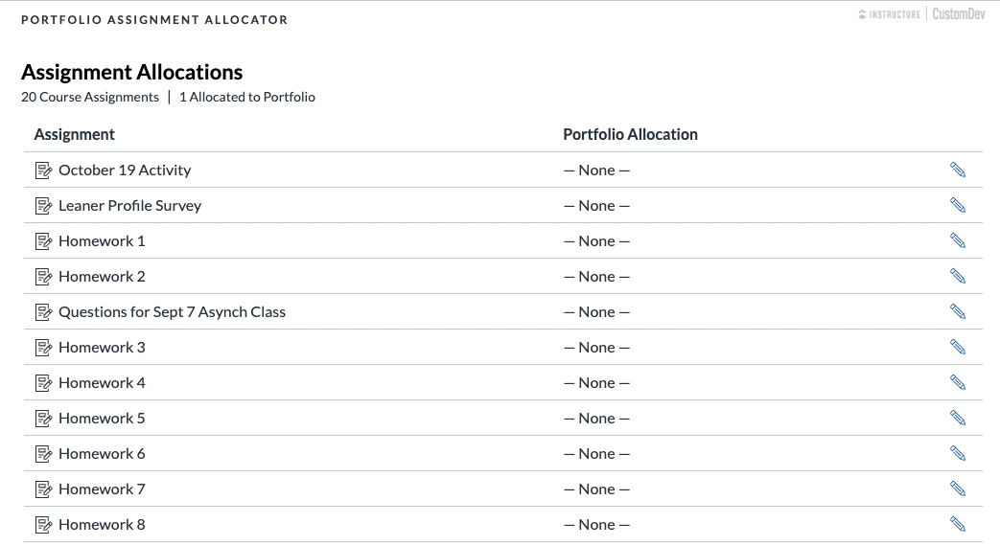 PORTFOLIO ASSIGNMENT ALLOCATOR
INSTRUCTURE | CustomDev
Assignment Allocations
20 Course Assignments | 1 Allocated to Portfolio
Assignment Portfolio Allocation
October 19 Activity — None —
Leaner Profile Survey — None —
Homework 1 — None —
Homework 2 — None —
Questions for Sept 7 Asynch Class — None —
Homework 3 — None —
Homework 4 — None —
Homework 5 — None —
Homework 6 — None —
Homework 7 — None —
Homework 8 — None —